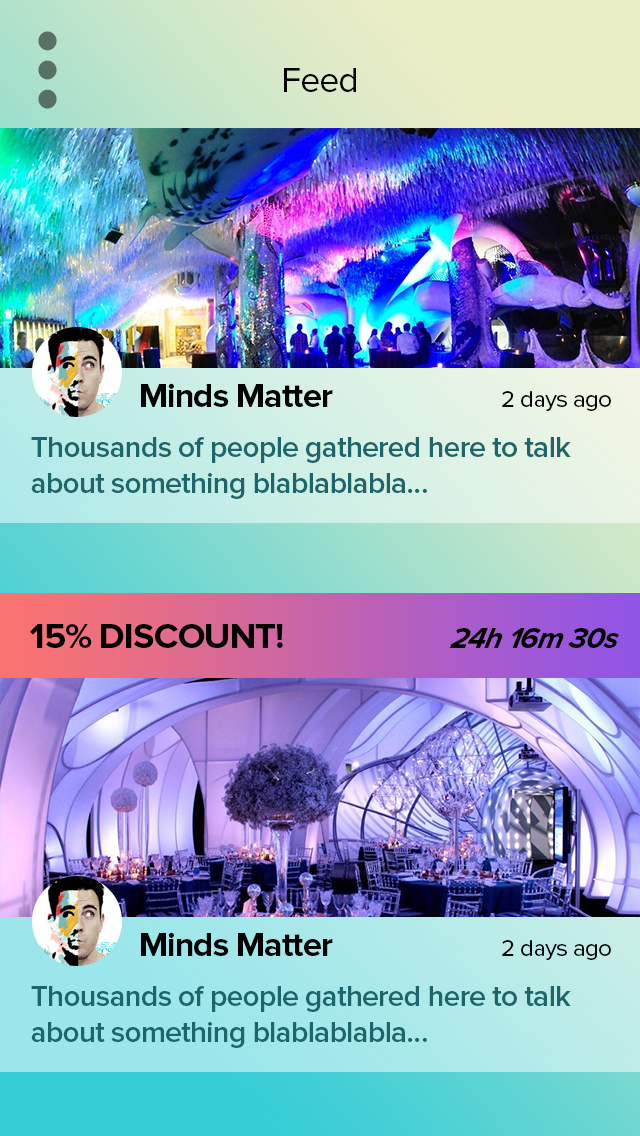 Feed
Minds Matter
2 days ago
Thousands of people gathered here to talk
about something blablablabla...
15% DISCOUNT!
24h 16m 30s
Minds Matter
2 days ago
Thousands of people gathered here to talk
about something blablablabla...